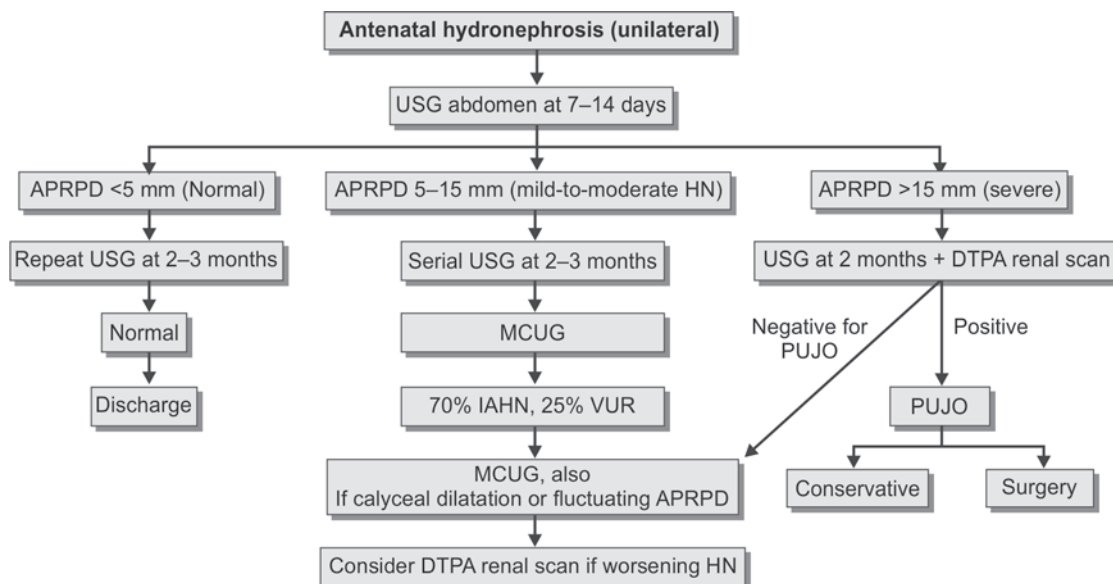 Antenatal hydronephrosis (unilateral)
USG abdomen at 7–14 days
APRPD <5 mm (Normal)
APRPD 5–15 mm (mild-to-moderate HN)
APRPD >15 mm (severe)
Repeat USG at 2–3 months
Serial USG at 2–3 months
USG at 2 months + DTPA renal scan
Normal
MCUG
Negative for
PUJO
Positive
Discharge
70% IAHN, 25% VUR
PUJO
MCUG, also
If calyceal dilatation or fluctuating APRPD
Conservative
Surgery
Consider DTPA renal scan if worsening HN